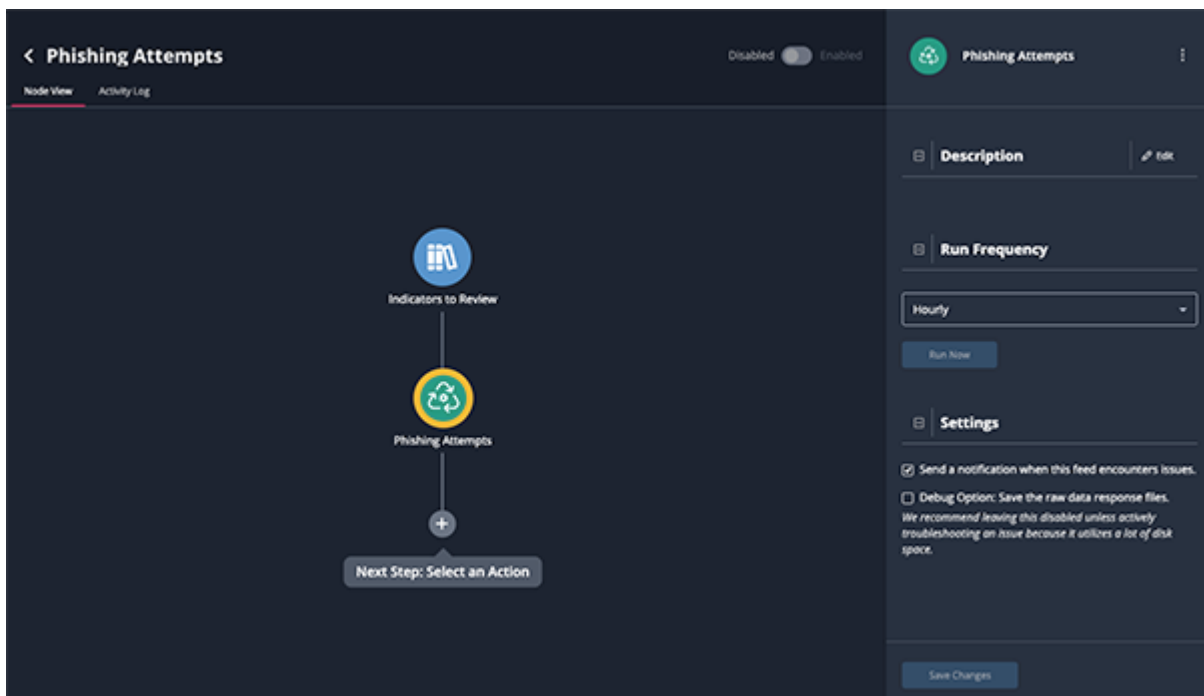 Phishing Attempts
Disabled Enabled
Node View Activity Log
Indicators to Review
Phishing Attempts
Next Step: Select an Action
Phishing Attempts
Description
Edit
Run Frequency
Hourly
Run Now
Settings
Send a notification when this feed encounters issues.
Debug Option: Save the raw data response files.
We recommend leaving this disabled unless actively
troubleshooting an issue because it utilizes a lot of disk
space.
Save Changes